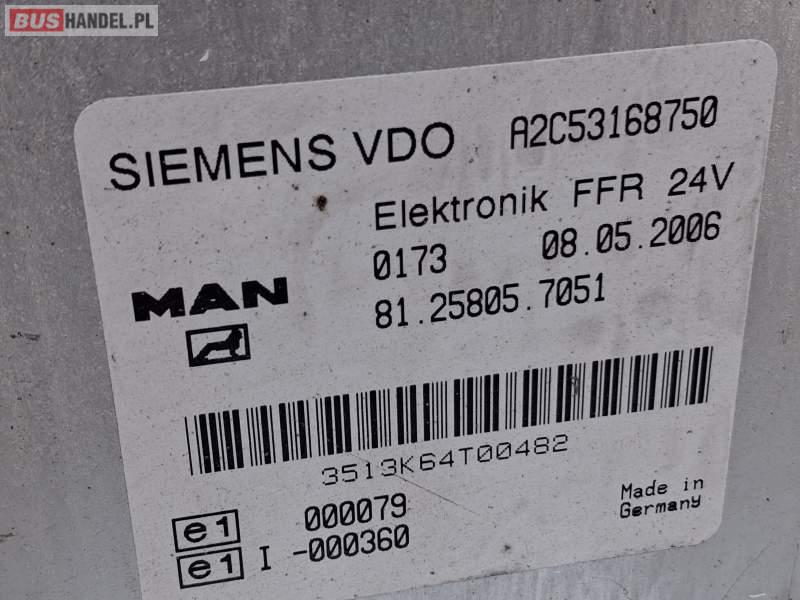 BUSHANDEL.PL
SIEMENS VDO A2C53168750
Elektronik FFR 24V
0173 08.05.2006
MAN 81.25805.7051
3513K64T00482
e1 000079
e1 I -000360
Made in
Germany